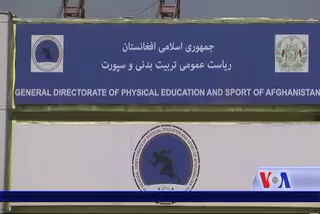 جمهوری اسلامی افغانستان
ریاست عمومی تربیت بدنی و سپورت
GENERAL DIRECTORATE OF PHYSICAL EDUCATION AND SPORT OF AFGHANISTAN
VOA